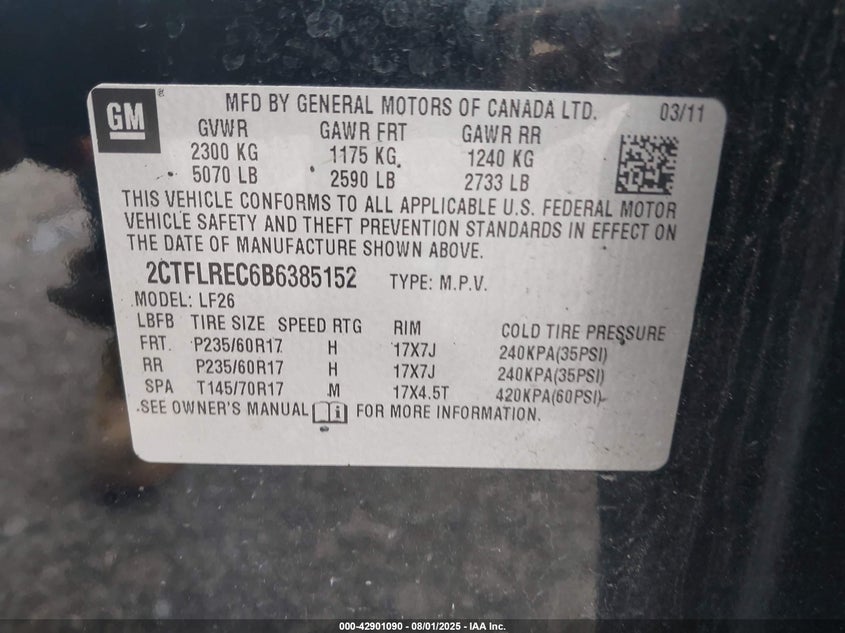 GM
MFD BY GENERAL MOTORS OF CANADA LTD. 03/11
GVWR GAWR FRT GAWR RR
2300 KG 1175 KG. 1240 KG
5070 LB 2590 LB 2733 LB
THIS VEHICLE CONFORMS TO ALL APPLICABLE U.S. FEDERAL MOTOR
VEHICLE SAFETY AND THEFT PREVENTION STANDARDS IN EFFECT ON
THE DATE OF MANUFACTURE SHOWN ABOVE.
2CTFLREC6B6385152 TYPE: M.P.V.
MODEL: LF26
LBFB TIRE SIZE SPEED RTG RIM COLD TIRE PRESSURE
FRT. P235/60R17 H 17X7J 240KPA(35PSI)
RR P235/60R17 H 17X7J 240KPA(35PSI)
SPA T145/70R17 M 17X4.5T 420KPA(60PSI)
SEE OWNER'S MANUAL FOR MORE INFORMATION.
000-42901090 - 08/01/2025 - IAA Inc.